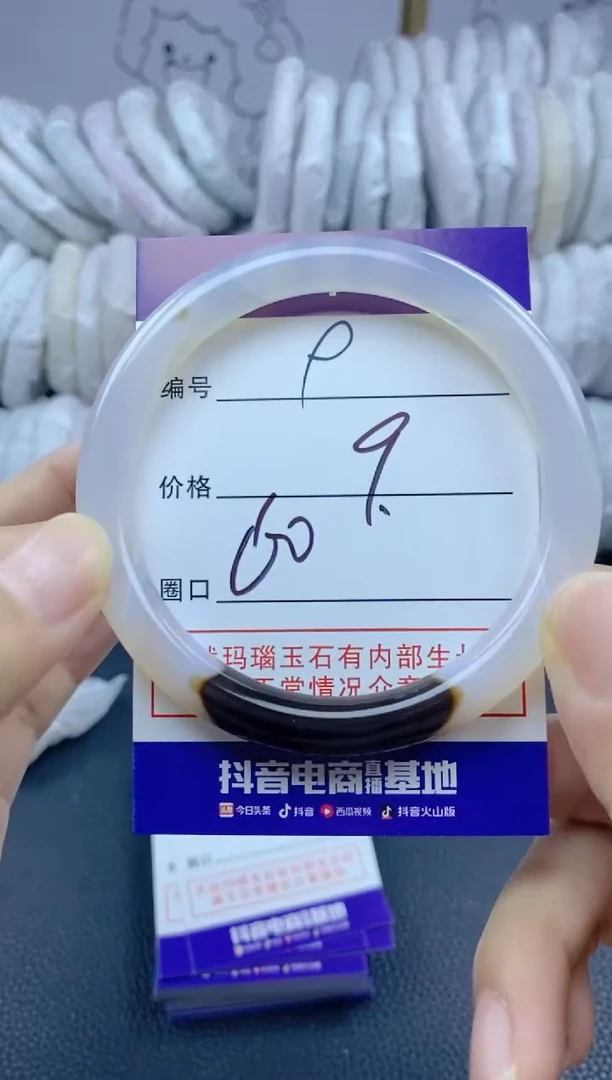 编号 P
价格 9.
圈口 60
玛瑙玉石有内部生
正常情况介意
抖音电商直播基地
今日头条 抖音 西瓜视频 抖音火山版
抖音电商直播基地